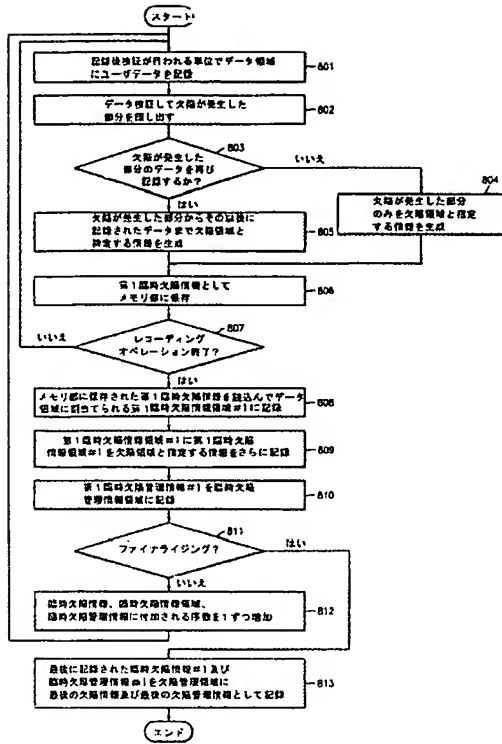 スタート
記録後検証が行われる単位でデータ領域
にユーザデータを記録
801
データ検証して欠陥が発生した
部分を探し出す
802
欠陥が発生した
部分のデータを再び
記録するか?
803
いいえ
はい
804
欠陥が発生した部分
のみを欠陥領域と指定
する情報を生成
欠陥が発生した部分からその以後に
記録されたデータまで欠陥領域と
指定する情報を生成
805
第1臨時欠陥情報として
メモリ部に保存
806
807
いいえ
レコーディング
オペレーション終了?
はい
メモリ部に保存された第1臨時欠陥情報を読込んでデータ
領域に割当てられる第1臨時欠陥情報領域#1に記録
808
第1臨時欠陥情報領域#1に第1臨時欠陥
情報領域#1を欠陥領域と指定する情報をさらに記録
809
第1臨時欠陥管理情報#1を臨時欠陥
管理情報領域に記録
810
811
ファイナライジング?
はい
いいえ
臨時欠陥情報、臨時欠陥情報領域、
臨時欠陥管理情報に付加される序数を1ずつ増加
812
最後に記録された臨時欠陥情報#i及び
臨時欠陥管理情報#iを欠陥管理領域に
最後の欠陥情報及び最後の欠陥管理情報として記録
813
エンド